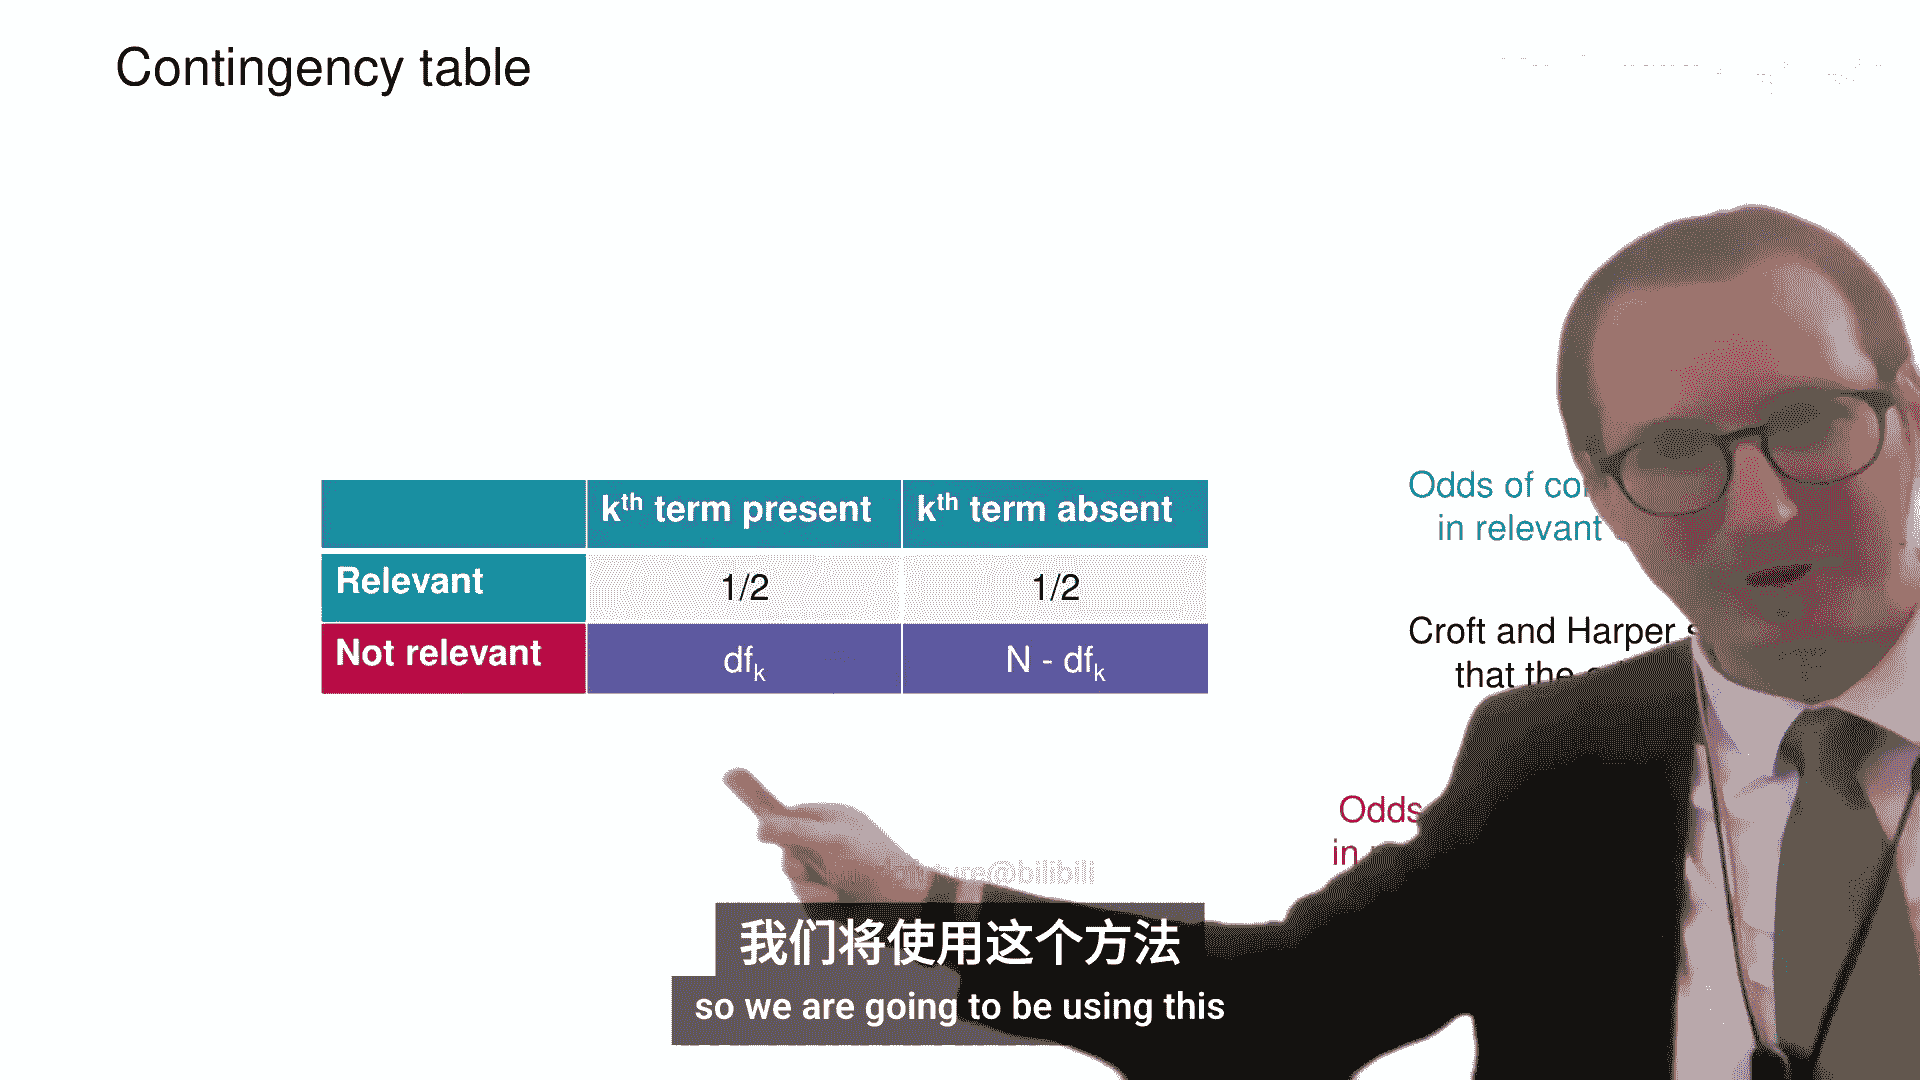 Contingency table
kth term present kth term absent
Relevant 1/2 1/2
Not relevant dfk N - dfk
Odds of
in relevant
Croft and Harper
that the
Odds
in
@bilibili
我们将使用这个方法
so we are going to be using this